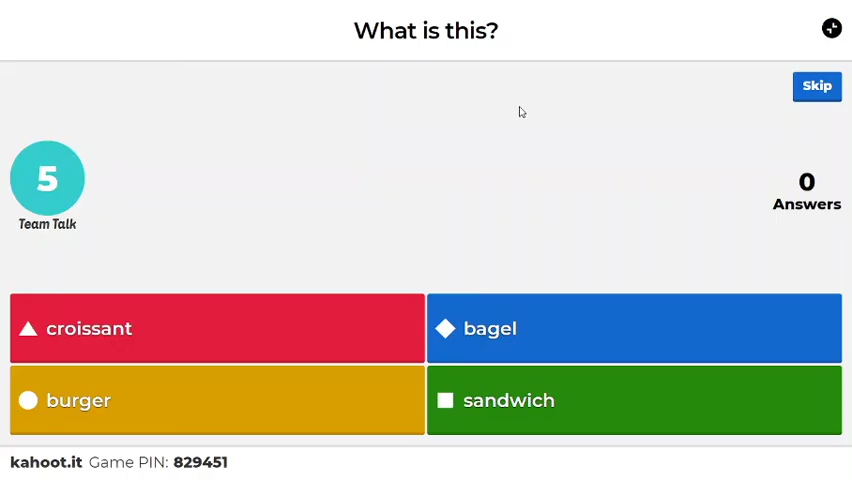 What is this?
Skip
5
Team Talk
0
Answers
croissant
bagel
burger
sandwich
kahoot.it Game PIN: 829451